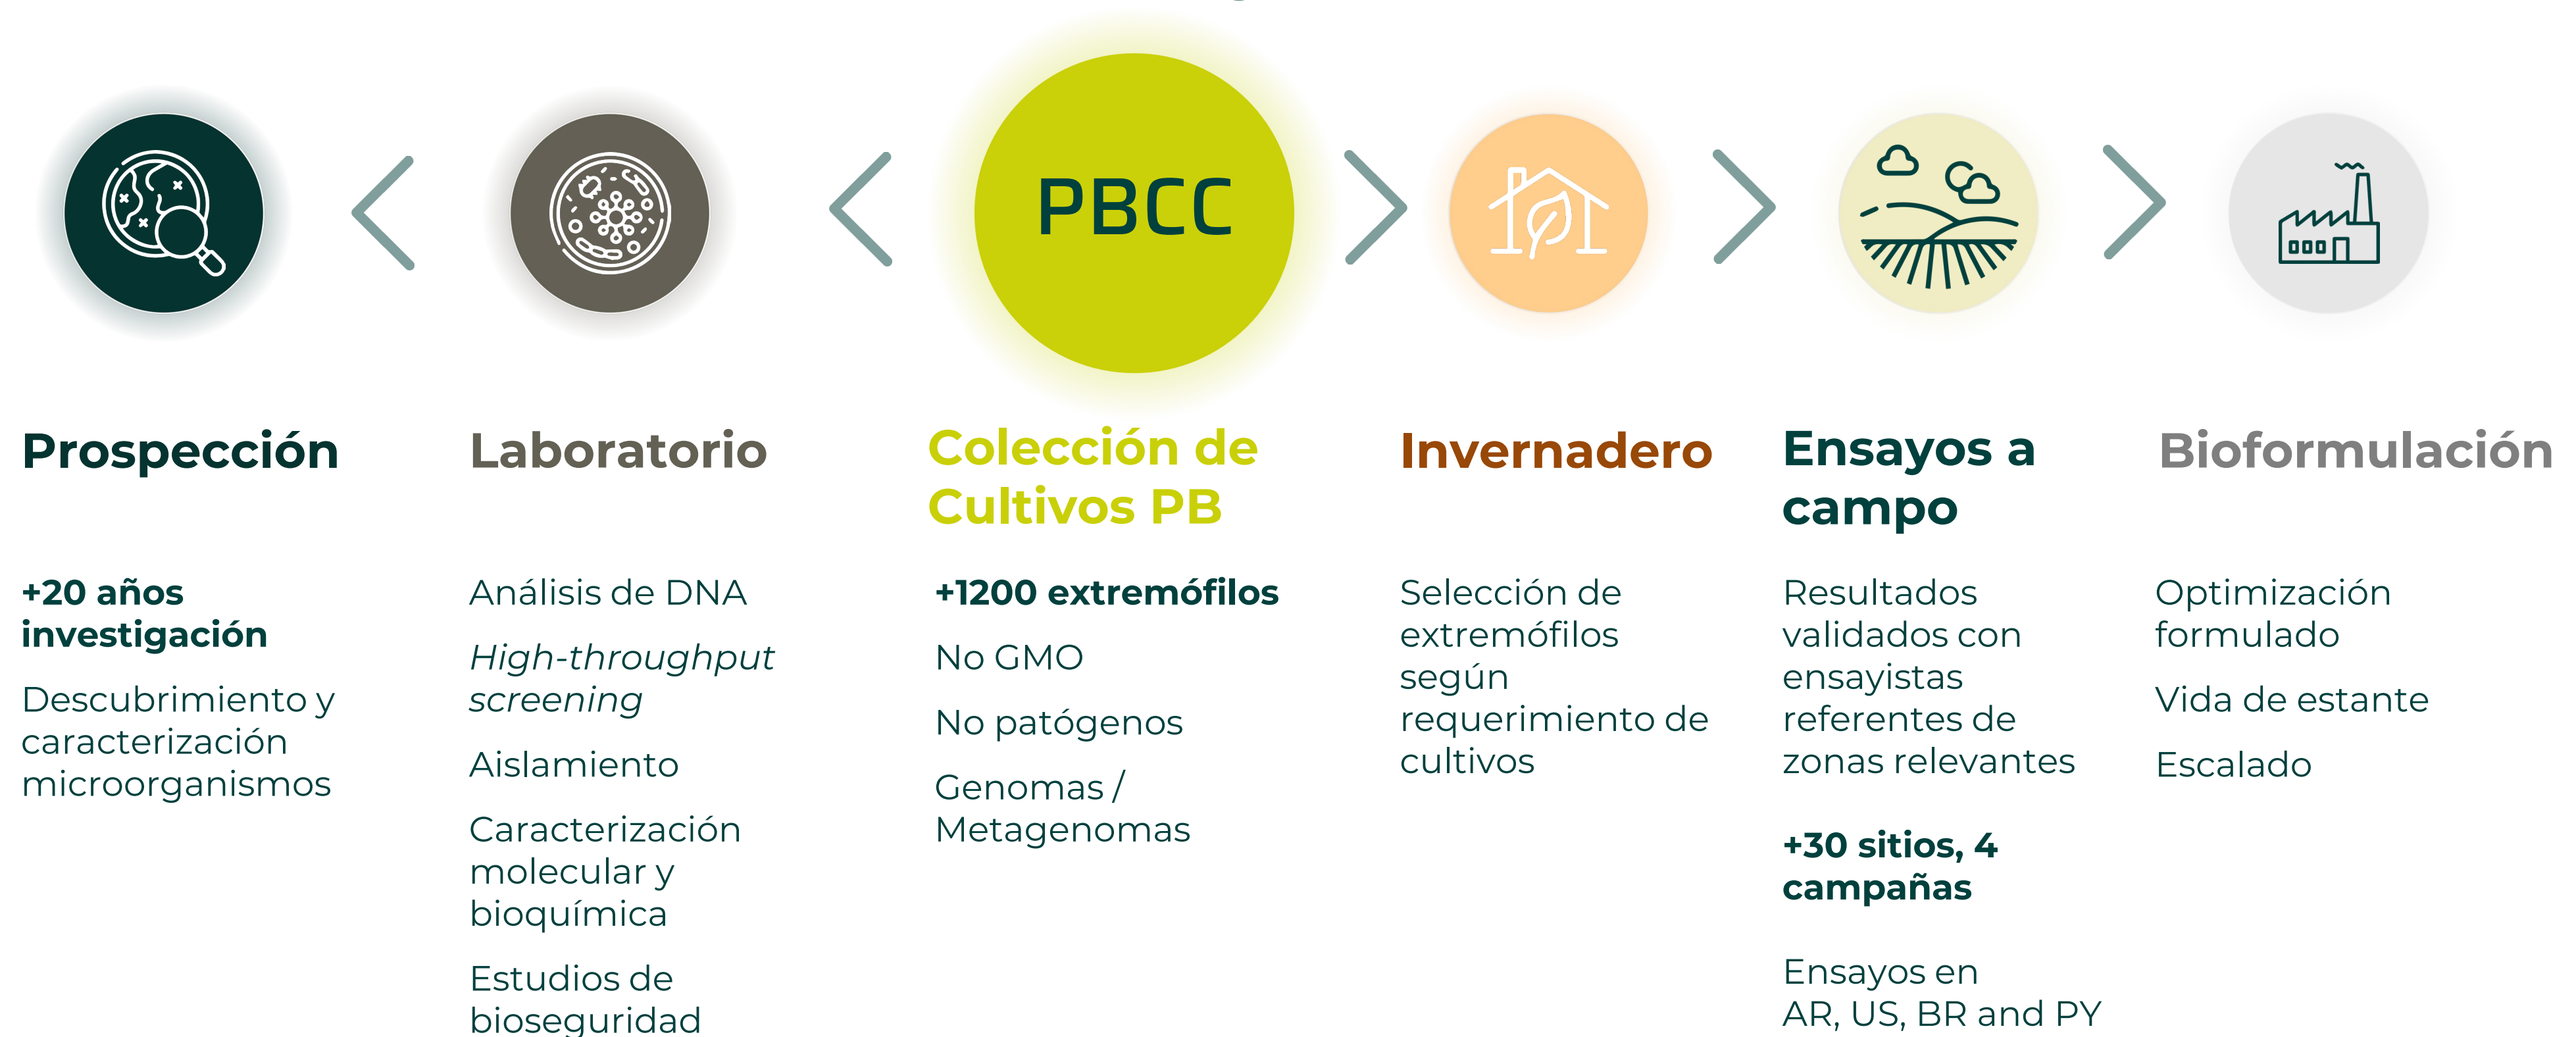 PBCC
Prospección
+20 años
investigación
Descubrimiento y
caracterización
microorganismos
Laboratorio
Análisis de DNA
High-throughput
screening
Aislamiento
Caracterización
molecular y
bioquímica
Estudios de
bioseguridad
Colección de
Cultivos PB
+1200 extremófilos
No GMO
No patógenos
Genomas /
Metagenomas
Invernadero
Selección de
extremófilos
según
requerimiento de
cultivos
Ensayos a
campo
Resultados
validados con
ensayistas
referentes de
zonas relevantes
+30 sitios, 4
campañas
Ensayos en
AR, US, BR and PY
Bioformulación
Optimización
formulado
Vida de estante
Escalado